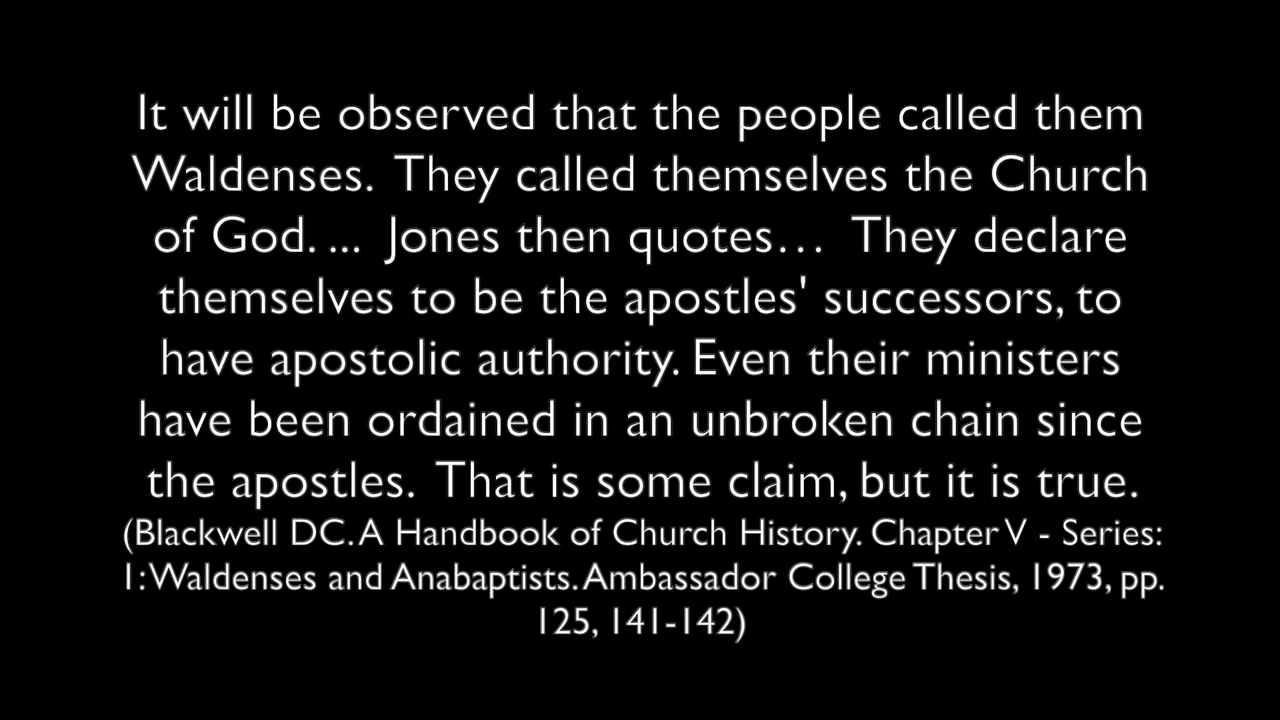 It will be observed that the people called them
Waldenses.  They called themselves the Church
of God. ...  Jones then quotes…  They declare
themselves to be the apostles' successors, to
have apostolic authority. Even their ministers
have been ordained in an unbroken chain since
the apostles.  That is some claim, but it is true.
(Blackwell DC. A Handbook of Church History. Chapter V - Series:
1: Waldenses and Anabaptists. Ambassador College Thesis, 1973, pp.
125, 141-142)